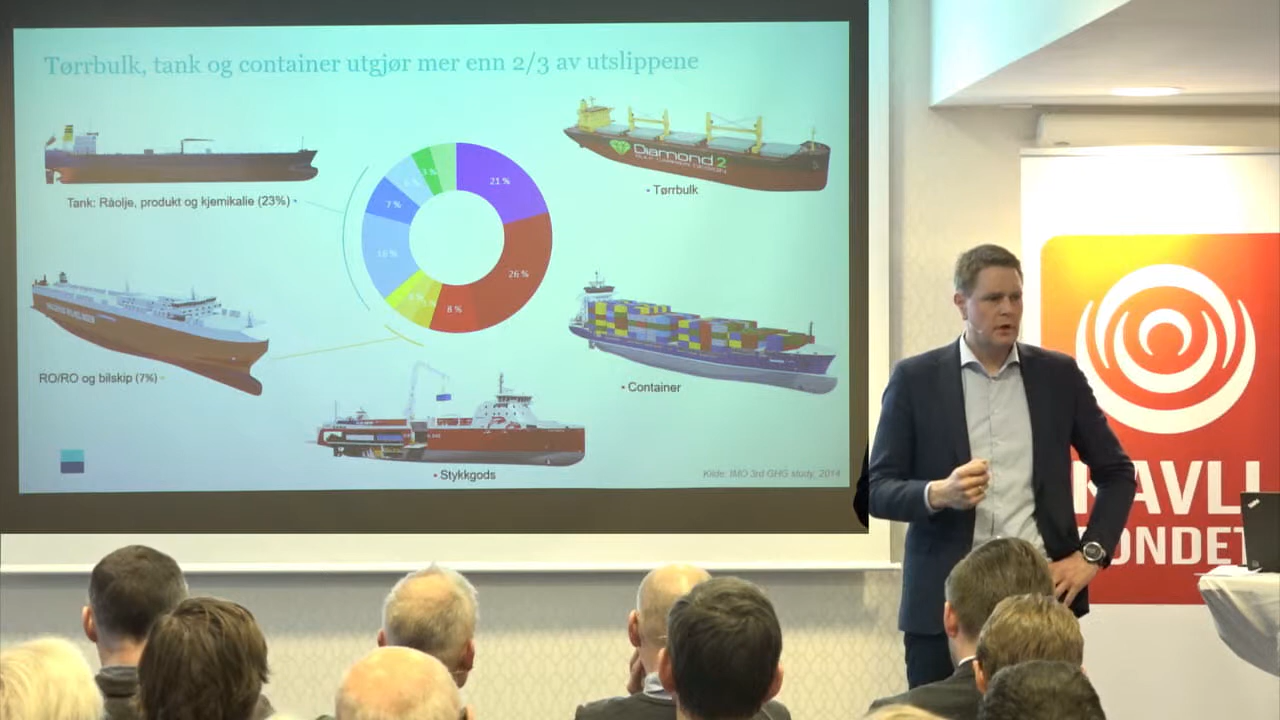 Tørrbulk, tank og container utgjør mer enn 2/3 av utslippene
Tank: Råolje, produkt og kjemikalie (23%)
Diamond 2
• Tørrbulk
21 %
26 %
8 %
16 %
7 %
3 %
RO/RO og bilskip (7%)
• Container
• Stykkgods
Kilde: IMO 3rd GHG study, 2014
KAVLI
FONDET